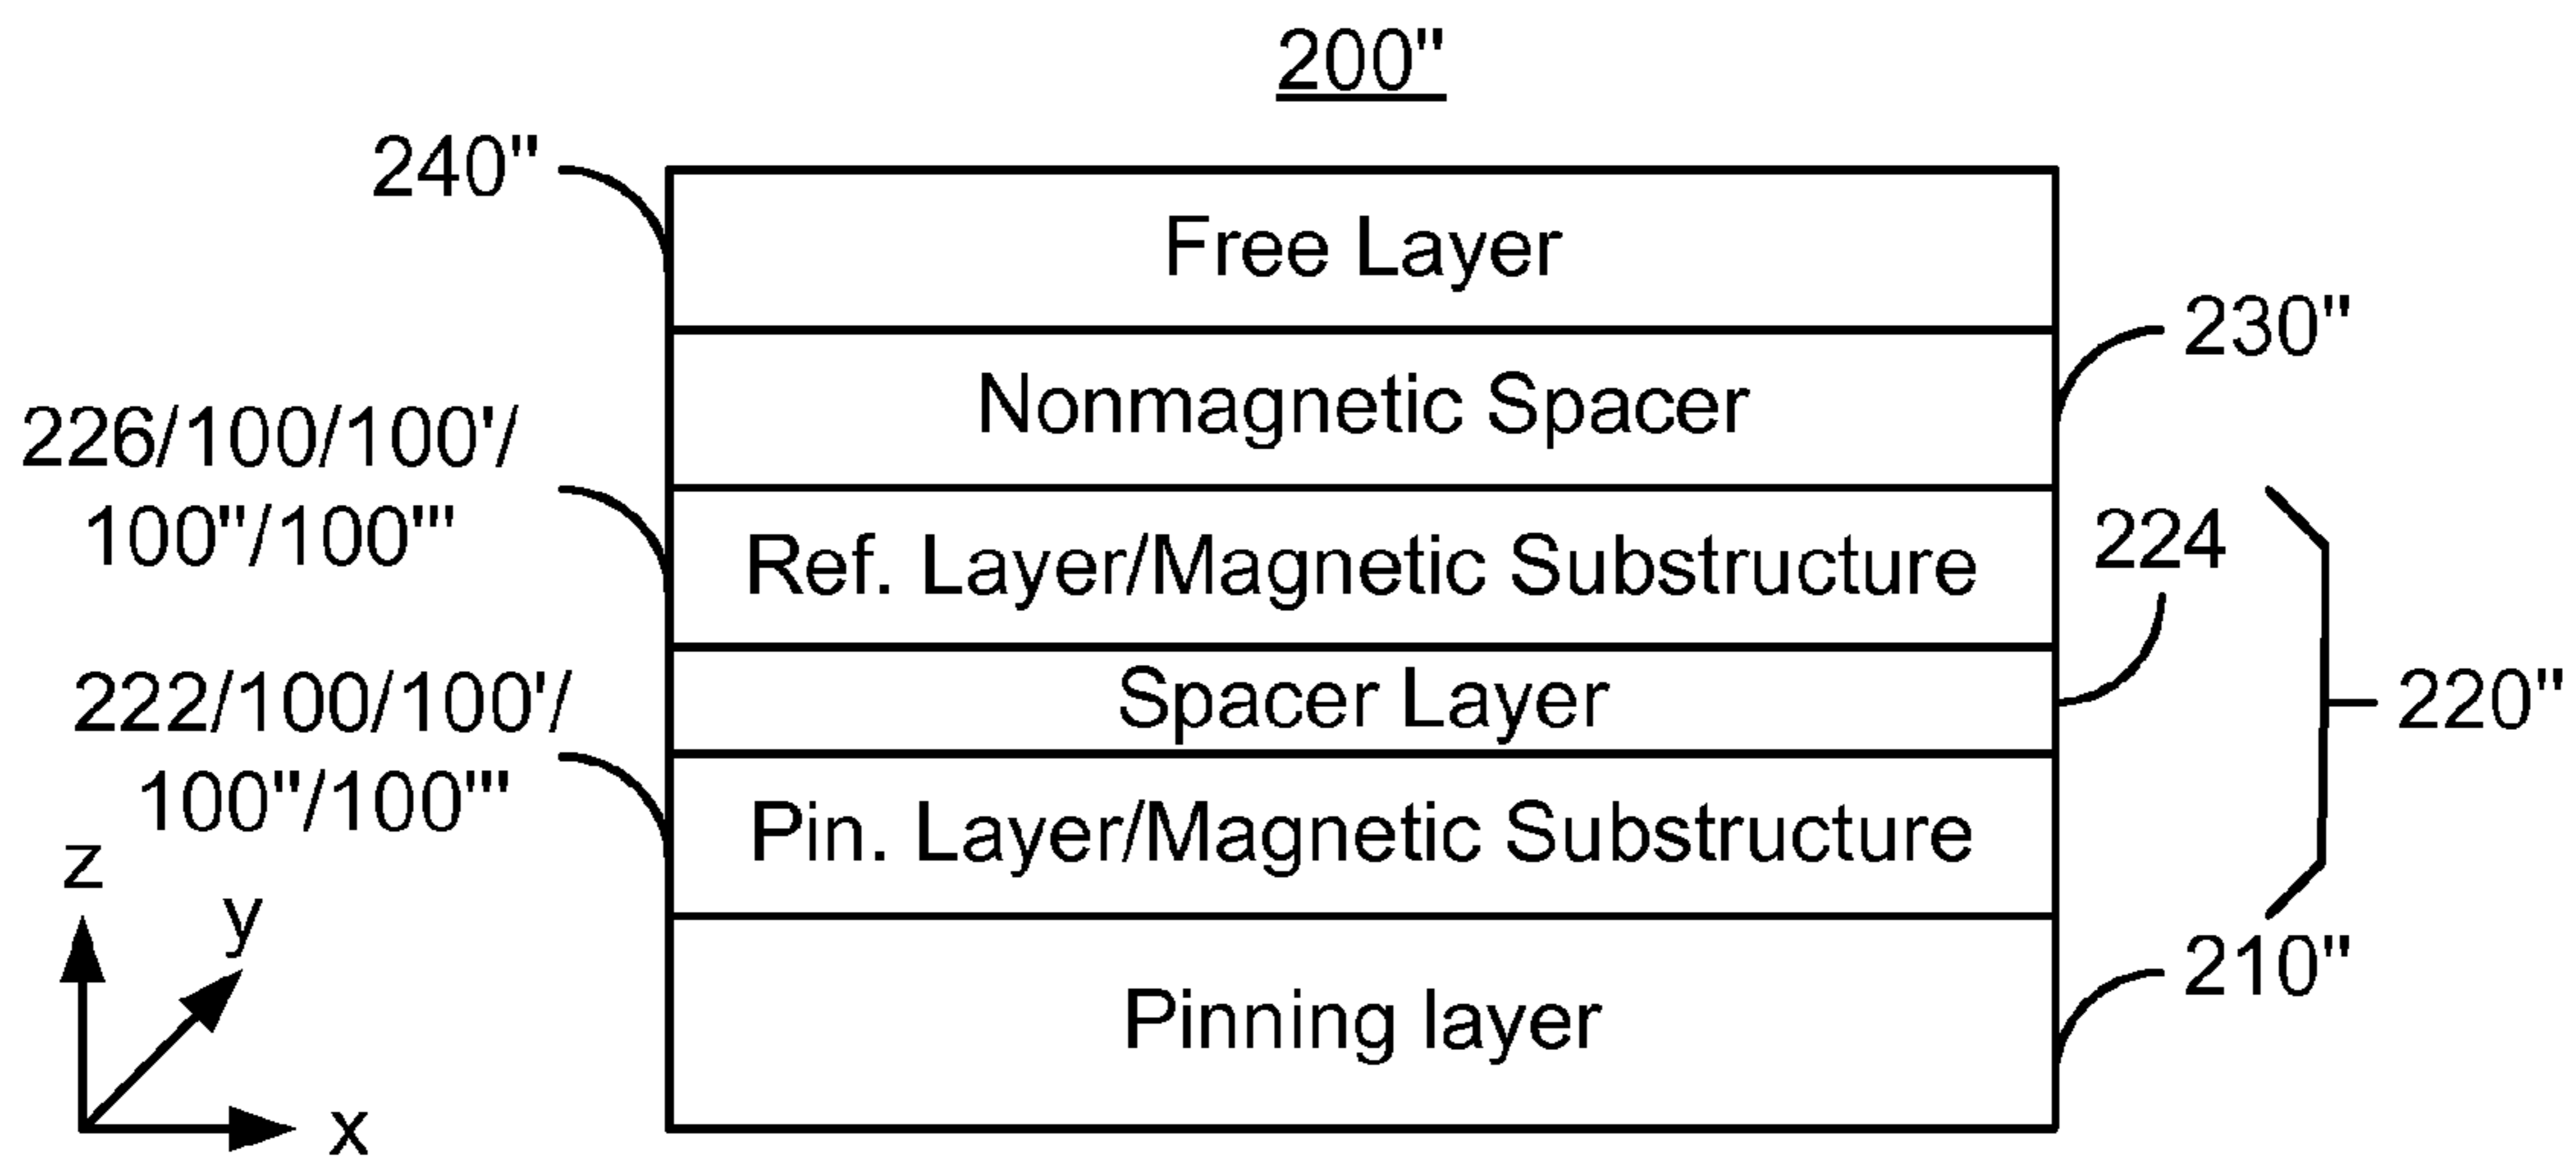 200"
240"
Free Layer
230"
Nonmagnetic Spacer
226/100/100'/
100"/100'"
Ref. Layer/Magnetic Substructure
224
Spacer Layer
220"
222/100/100'/
100"/100'"
Pin. Layer/Magnetic Substructure
210"
Pinning layer
z
y
x